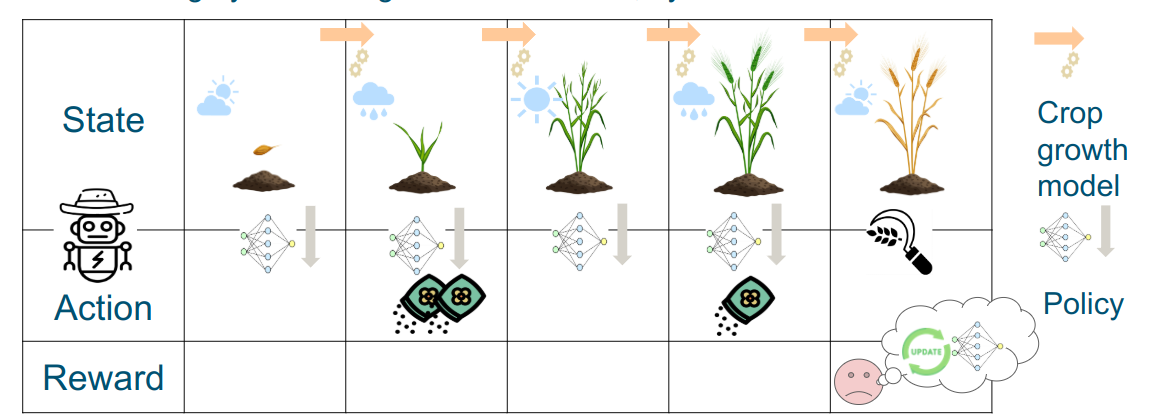 State
Crop
growth
model
Action
Policy
UPDATE
Reward